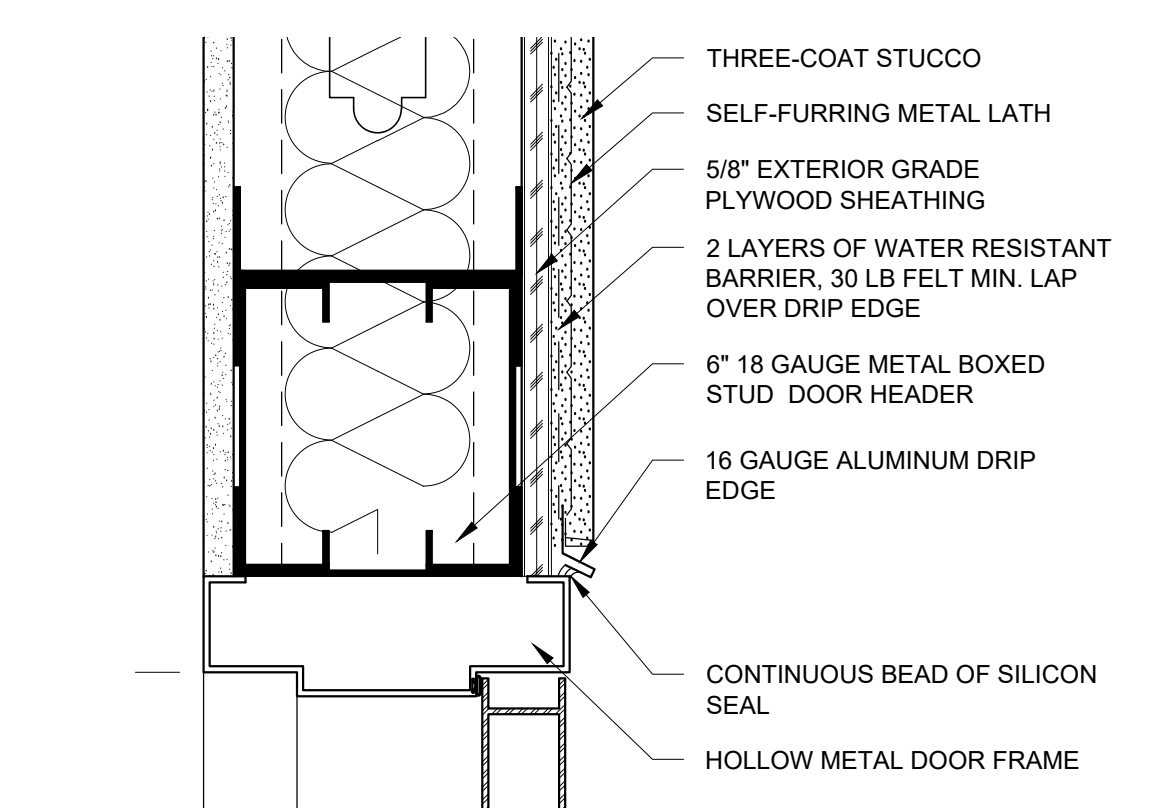 THREE-COAT STUCCO
SELF-FURRING METAL LATH
5/8" EXTERIOR GRADE
PLYWOOD SHEATHING
2 LAYERS OF WATER RESISTANT
BARRIER, 30 LB FELT MIN. LAP
OVER DRIP EDGE
6" 18 GAUGE METAL BOXED
STUD  DOOR HEADER
16 GAUGE ALUMINUM DRIP
EDGE
CONTINUOUS BEAD OF SILICON
SEAL
HOLLOW METAL DOOR FRAME